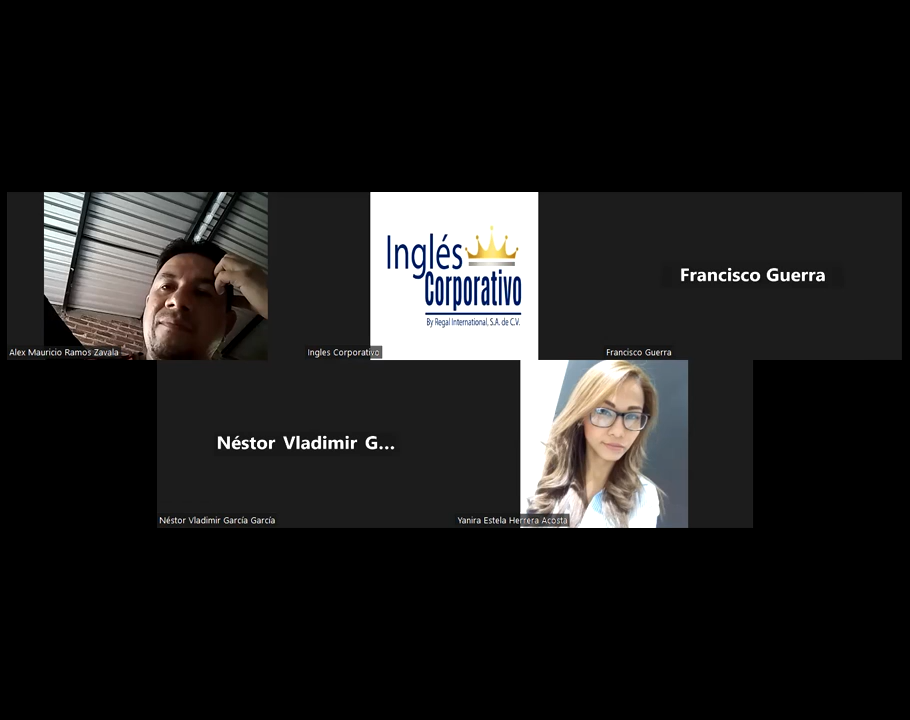 Inglés
Corporativo
By Regal International, S.A. de C.V.
Francisco Guerra
Alex Mauricio Ramos Zavala
Ingles Corporativo
Francisco Guerra
Néstor Vladimir G...
Néstor Vladimir García García
Yanira Estela Herrera Acosta